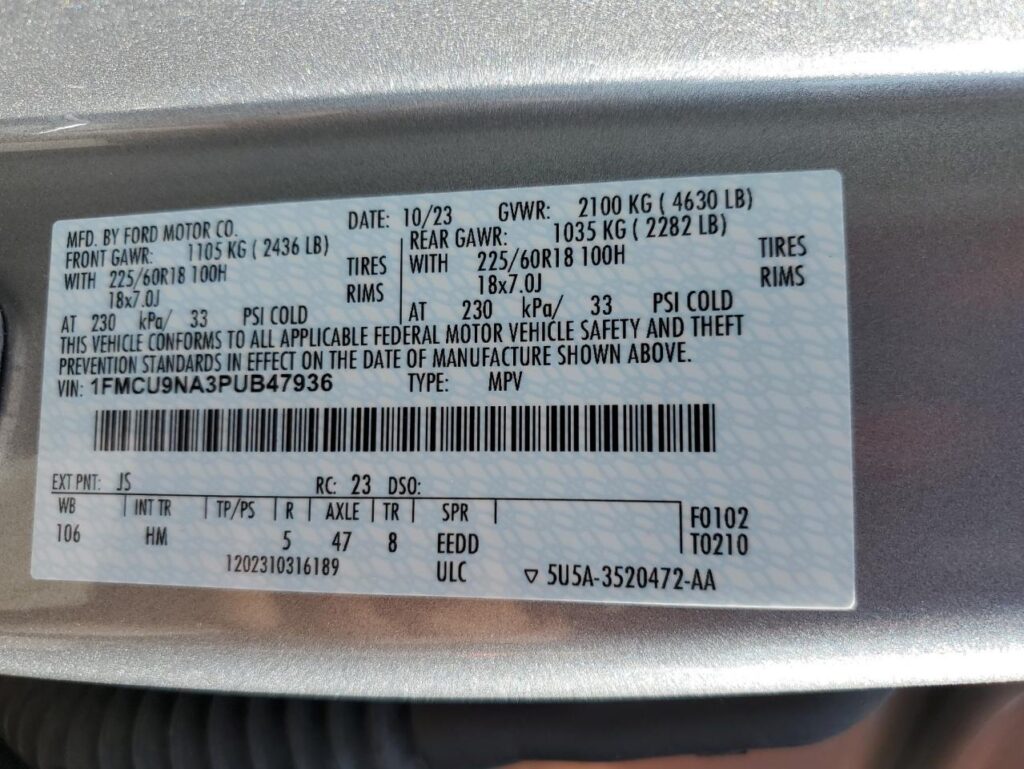 MFD. BY FORD MOTOR CO. DATE: 10/23 GVWR: 2100 KG ( 4630 LB)
FRONT GAWR: 1105 KG ( 2436 LB) REAR GAWR: 1035 KG ( 2282 LB)
WITH 225/60R18 100H TIRES WITH 225/60R18 100H TIRES
18x7.0J RIMS 18x7.0J RIMS
AT 230 kPa/ 33 PSI COLD AT 230 kPa/ 33 PSI COLD
THIS VEHICLE CONFORMS TO ALL APPLICABLE FEDERAL MOTOR VEHICLE SAFETY AND THEFT
PREVENTION STANDARDS IN EFFECT ON THE DATE OF MANUFACTURE SHOWN ABOVE.
VIN: 1FMCU9NA3PUB47936 TYPE: MPV
EXT PNT: JS RC: 23 DSO:
WB INT TR TP/PS R AXLE TR SPR F0102
106 HM 5 47 8 EEDD T0210
1202310316189 ULC ▽ 5U5A-3520472-AA